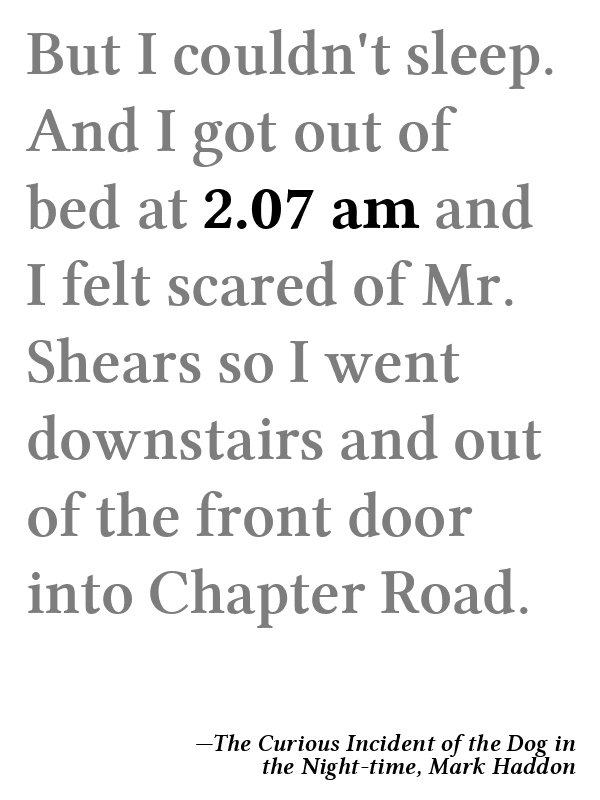 But I couldn't sleep.
And I got out of
bed at 2.07 am and
I felt scared of Mr.
Shears so I went
downstairs and out
of the front door
into Chapter Road.
—The Curious Incident of the Dog in
the Night-time, Mark Haddon